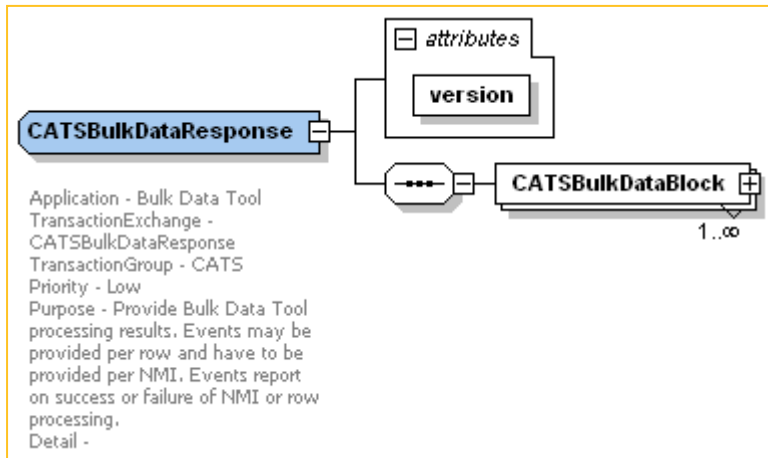 attributes
version
CATSBulkDataResponse
CATSBulkDataBlock
1..∞
Application - Bulk Data Tool
TransactionExchange -
CATSBulkDataResponse
TransactionGroup - CATS
Priority - Low
Purpose - Provide Bulk Data Tool
processing results. Events may be
provided per row and have to be
provided per NMI. Events report
on success or failure of NMI or row
processing.
Detail -